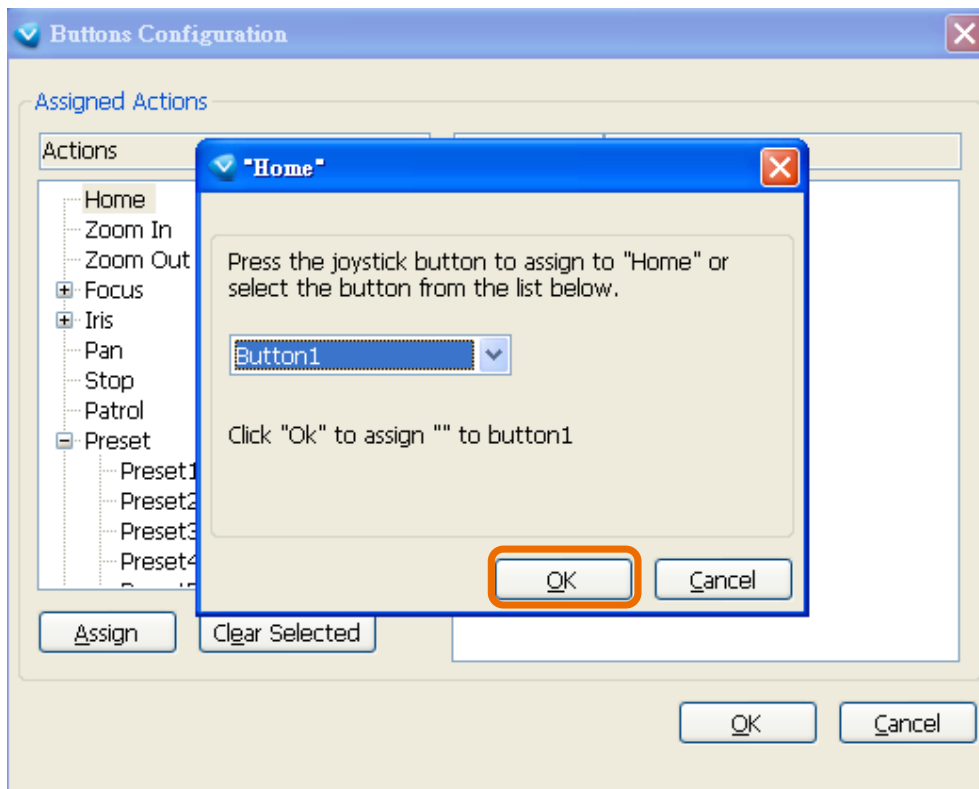 Buttons Configuration
Assigned Actions
Actions
"Home"
Home
Zoom In
Zoom Out
Focus
Iris
Pan
Stop
Patrol
Preset
Preset1
Preset2
Preset3
Preset4
Press the joystick button to assign to "Home" or
select the button from the list below.
Button1
Click "Ok" to assign "" to button1
OK
Cancel
Assign
Clear Selected
OK
Cancel